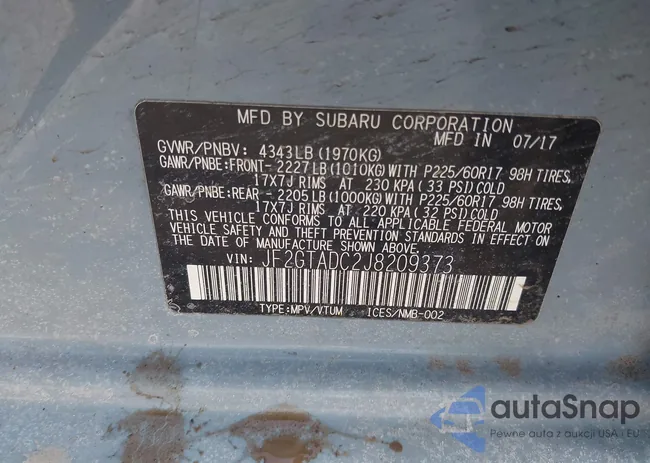 MFD BY SUBARU CORPORATION
MFD IN 07/17
GVWR/PNBV: 4343LB(1970KG)
GAWR/PNBE:FRONT-2227LB(1010KG)WITH P225/60R17 98H TIRES,
17X7J RIMS AT 230 KPA(33 PSI)COLD
GAWR/PNBE:REAR -2205LB(1000KG)WITH P225/60R17 98H TIRES,
17X7J RIMS AT 220 KPA(32 PSI)COLD
THIS VEHICLE CONFORMS TO ALL APPLICABLE FEDERAL MOTOR
VEHICLE SAFETY AND THEFT PREVENTION STANDARDS IN EFFECT
ON THE DATE OF MANUFACTURE SHOWN ABOVE.
VIN: JF2GTADC2J8209373
TYPE:MPV/VTUM ICES/NMB-002
autaSnap
Pewne auta z aukcji USA i EU